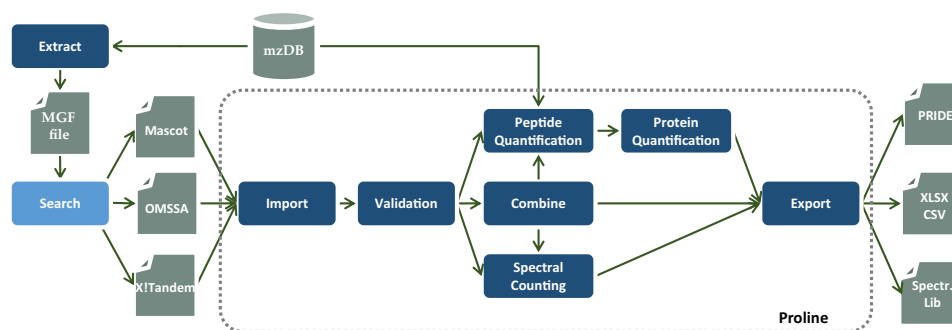 Extract
mzDB
MGF
file
Mascot
Peptide
Quantification
Protein
Quantification
PRIDE
Search
OMSSA
Import
Validation
Combine
Export
XLSX
CSV
X!Tandem
Spectral
Counting
Spectr.
Lib
Proline